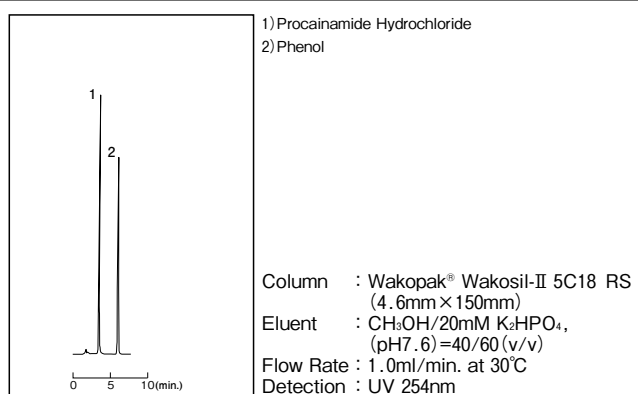 1)Procainamide Hydrochloride
2)Phenol
1
2
0 5 10(min.)
Column : Wakopak® Wakosil-Ⅱ 5C18 RS
(4.6mm×150mm)
Eluent : CH₃OH/20mM K₂HPO₄,
(pH7.6)=40/60(v/v)
Flow Rate : 1.0ml/min. at 30℃
Detection : UV 254nm